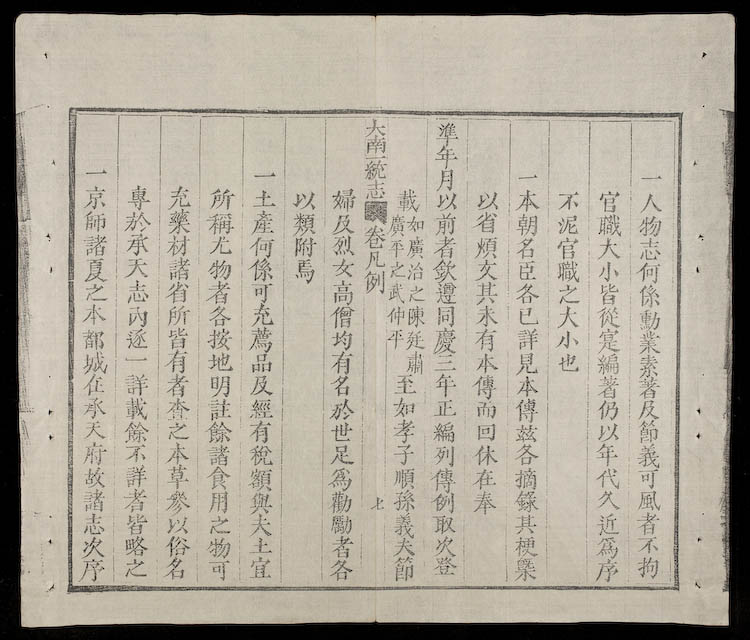 一人物志何係勳業素著及節義可風者不拘
官職大小皆從寔編著仍以年代久近爲序
不泥官職之大小也
一本朝名臣各已詳見本傳茲各摘錄其梗槩
以省煩文其未有本傳而回休在奉
準年月以前者欽遵同慶三年正編列傳例取次登
大南一統志 卷凡例 七
載如廣治之陳廷肅廣平之武仲平至如孝子順孫義夫節
婦及烈女高僧均有名於世足爲勸勵者各
以類附焉
一土產何係可充薦品及經有稅額與夫土宜
所稱尤物者各按地明註餘諸食用之物可
充藥材諸省所皆有者查之本草參以俗名
專於承天志內逐一詳載餘不詳者皆略之
一京師諸夏之本都城在承天府故諸志次序